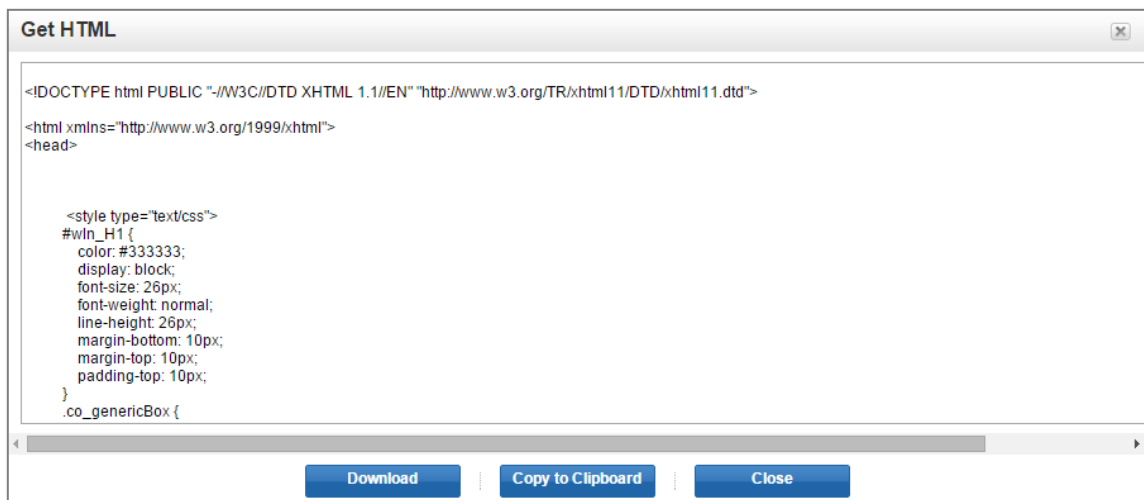 Get HTML
<!DOCTYPE html PUBLIC "-//W3C//DTD XHTML 1.1//EN" "http://www.w3.org/TR/xhtml11/DTD/xhtml11.dtd">
<html xmlns="http://www.w3.org/1999/xhtml">
<head>
<style type="text/css">
#wln_H1 {
color: #333333;
display: block;
font-size: 26px;
font-weight: normal;
line-height: 26px;
margin-bottom: 10px;
margin-top: 10px;
padding-top: 10px;
}
.co_genericBox {
Download
Copy to Clipboard
Close